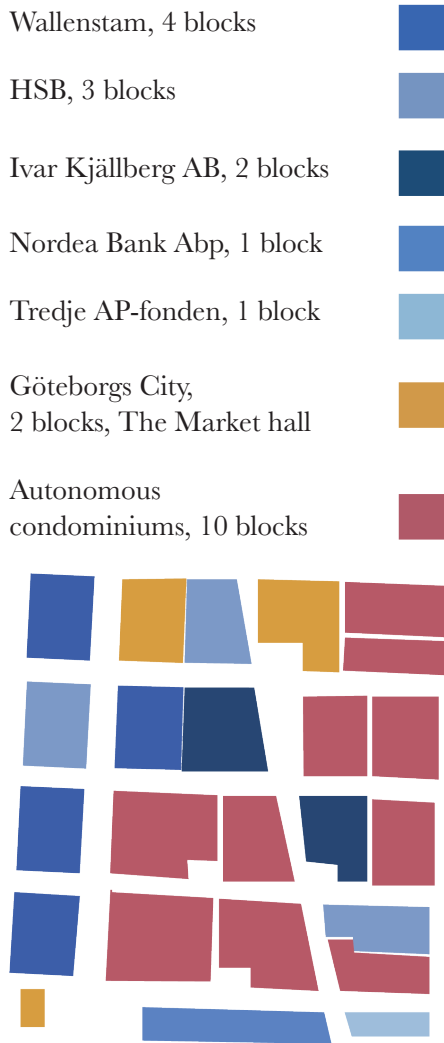 Wallenstam, 4 blocks
HSB, 3 blocks
Ivar Kjällberg AB, 2 blocks
Nordea Bank Abp, 1 block
Tredje AP-fonden, 1 block
Göteborgs City,
2 blocks, The Market hall
Autonomous
condominiums, 10 blocks